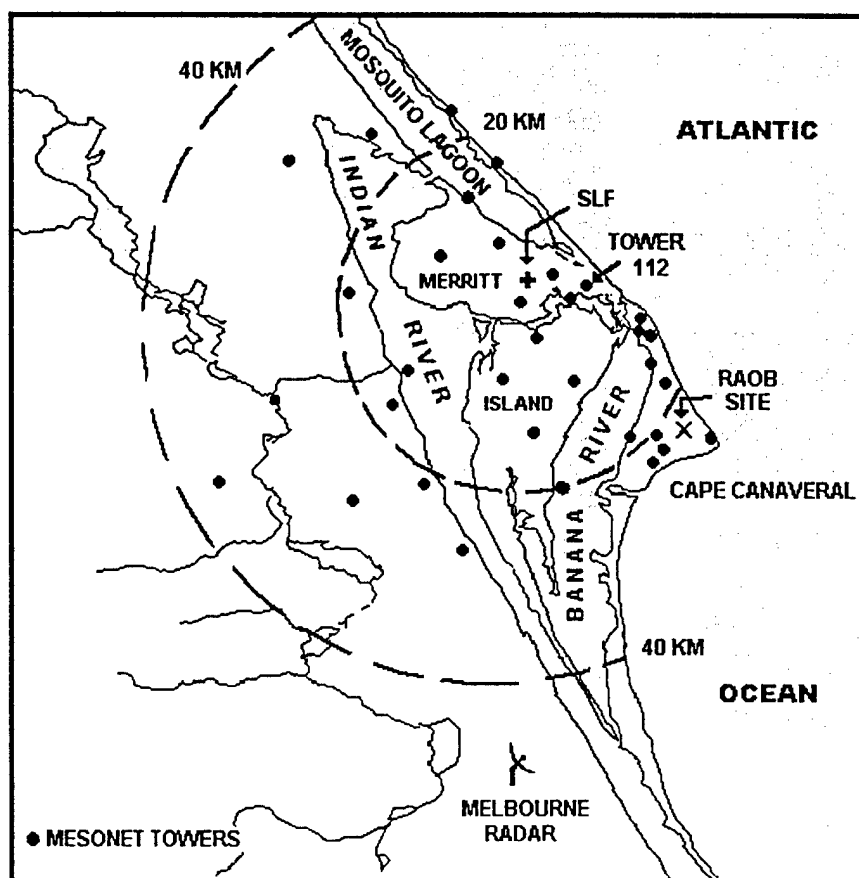 40 KM
MOSQUITO LAGOON
20 KM
ATLANTIC
INDIAN
SLF
TOWER
112
MERRITT
RIVER
RAOB
SITE
ISLAND
RIVER
CAPE CANAVERAL
BANANA
40 KM
OCEAN
MELBOURNE
RADAR
MESONET TOWERS